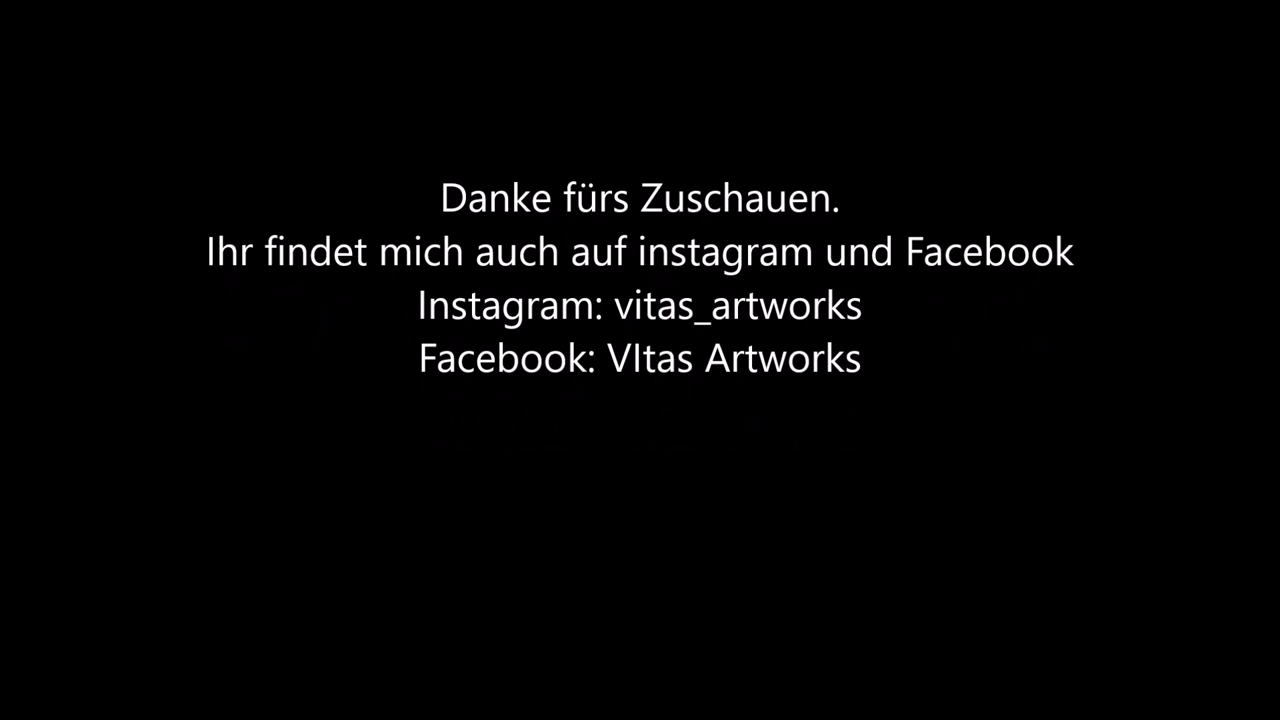 Danke fürs Zuschauen.
Ihr findet mich auch auf instagram und Facebook
Instagram: vitas_artworks
Facebook: VItas Artworks